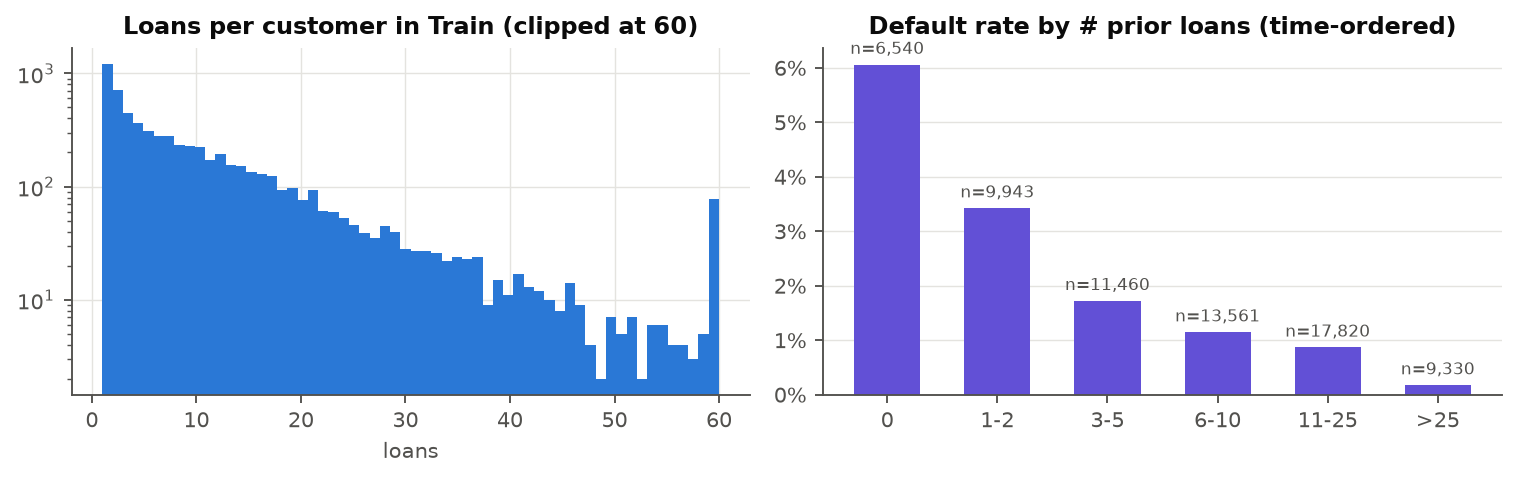 Loans per customer in Train (clipped at 60)
10³
10²
10¹
0 10 20 30 40 50 60
loans
Default rate by # prior loans (time-ordered)
6%
5%
4%
3%
2%
1%
0%
n=6,540
n=9,943
n=11,460
n=13,561
n=17,820
n=9,330
0 1-2 3-5 6-10 11-25 >25